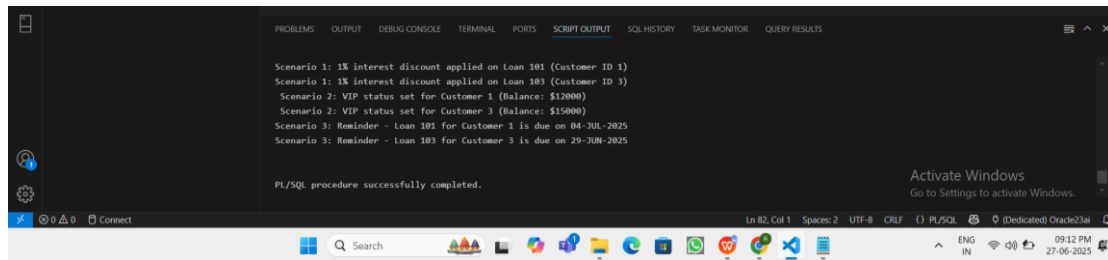 PROBLEMS OUTPUT DEBUG CONSOLE TERMINAL PORTS SCRIPT OUTPUT SQL HISTORY TASK MONITOR QUERY RESULTS
Scenario 1: 1% interest discount applied on Loan 101 (Customer ID 1)
Scenario 1: 1% interest discount applied on Loan 103 (Customer ID 3)
Scenario 2: VIP status set for Customer 1 (Balance: $12000)
Scenario 2: VIP status set for Customer 3 (Balance: $15000)
Scenario 3: Reminder - Loan 101 for Customer 1 is due on 04-JUL-2025
Scenario 3: Reminder - Loan 103 for Customer 3 is due on 29-JUN-2025
PL/SQL procedure successfully completed.
Activate Windows
Go to Settings to activate Windows.
1
0 0 Connect Ln 82, Col 1 Spaces: 2 UTF-8 CRLF {} PL/SQL (Dedicated) Oracle23ai
Search ENG 09:12 PM
IN 27-06-2025